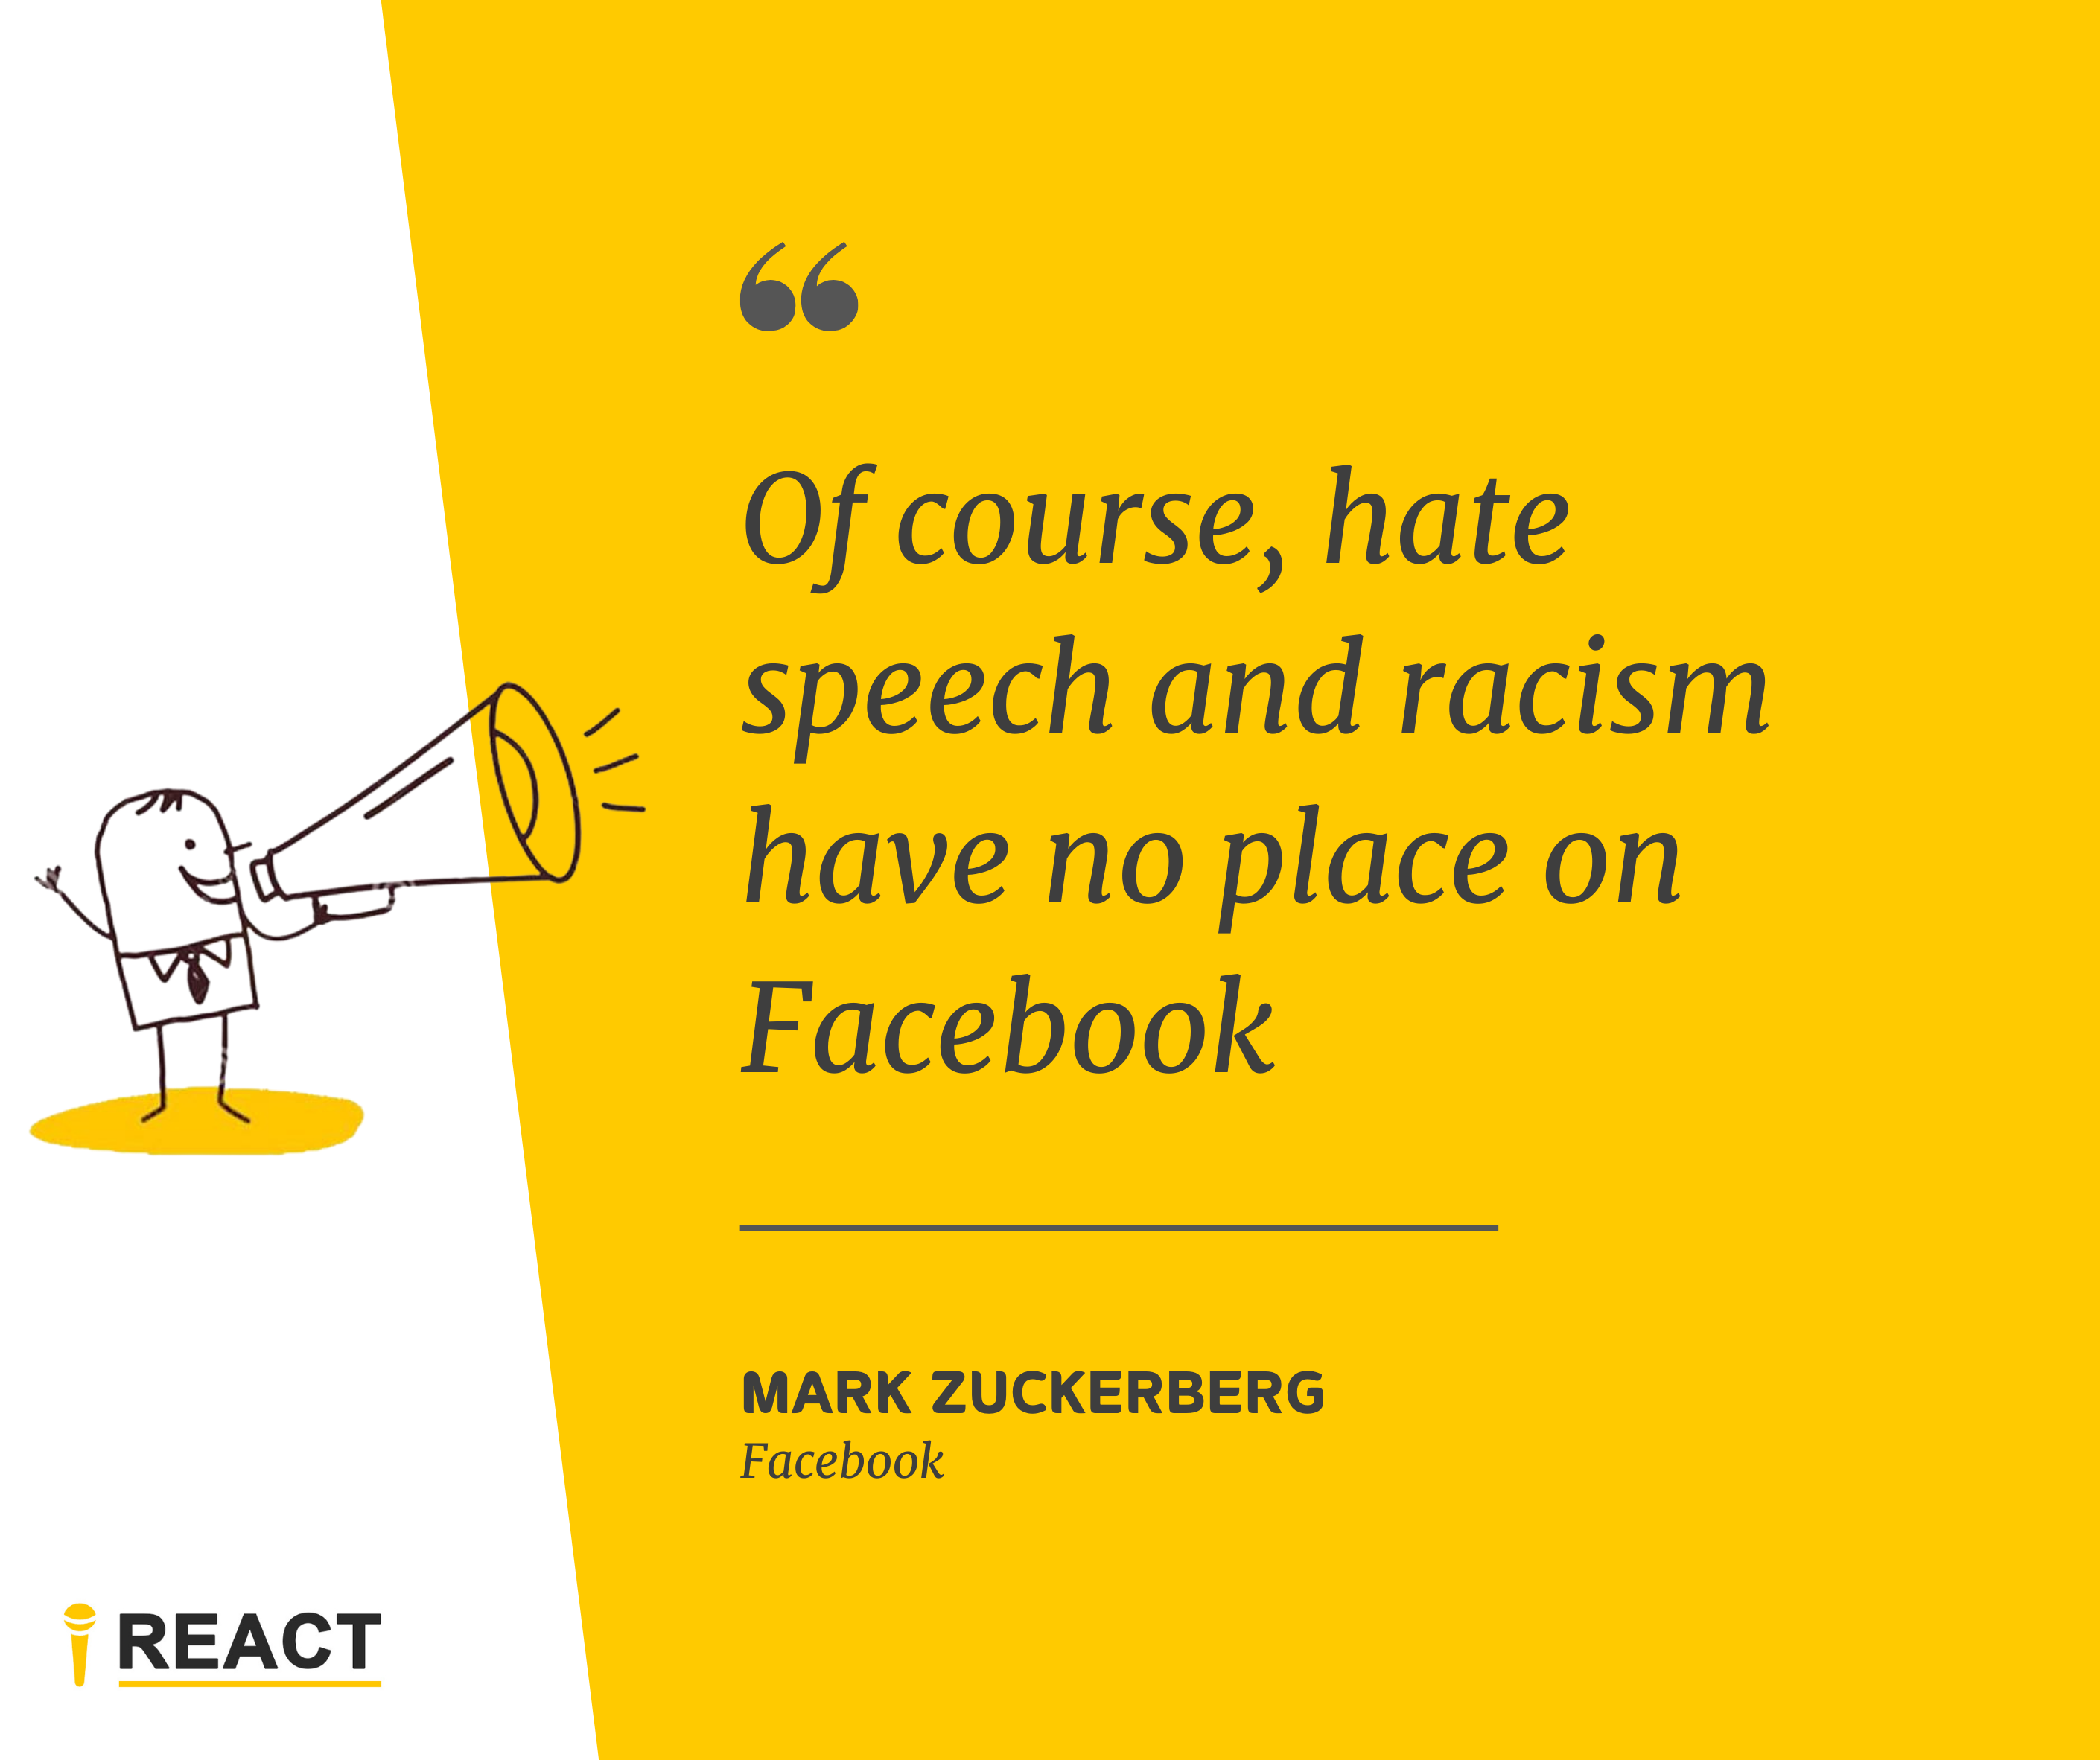 “
Of course, hate
speech and racism
have no place on
Facebook
MARK ZUCKERBERG
Facebook
REACT